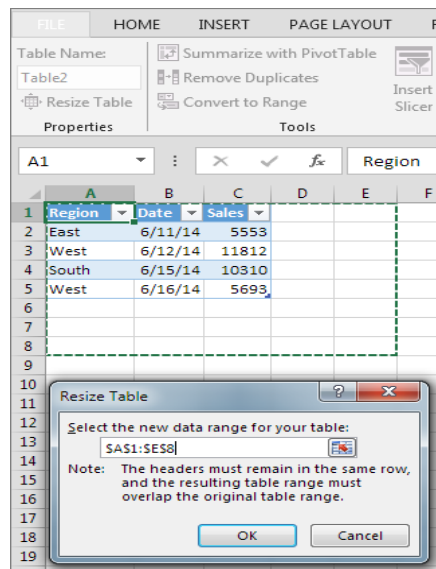 FILE HOME INSERT PAGE LAYOUT
Table Name: Summarize with PivotTable
Table2 Remove Duplicates Insert
Resize Table Convert to Range Slicer
Properties Tools
A1 fx Region
A B C D E F
1 Region Date Sales
2 East 6/11/14 5553
3 West 6/12/14 11812
4 South 6/15/14 10310
5 West 6/16/14 5693
6
7
8
9
10
11 Resize Table ?
12 Select the new data range for your table:
13 $A$1:$E$8
14 Note: The headers must remain in the same row,
15 and the resulting table range must
16 overlap the original table range.
17
18 OK Cancel
19